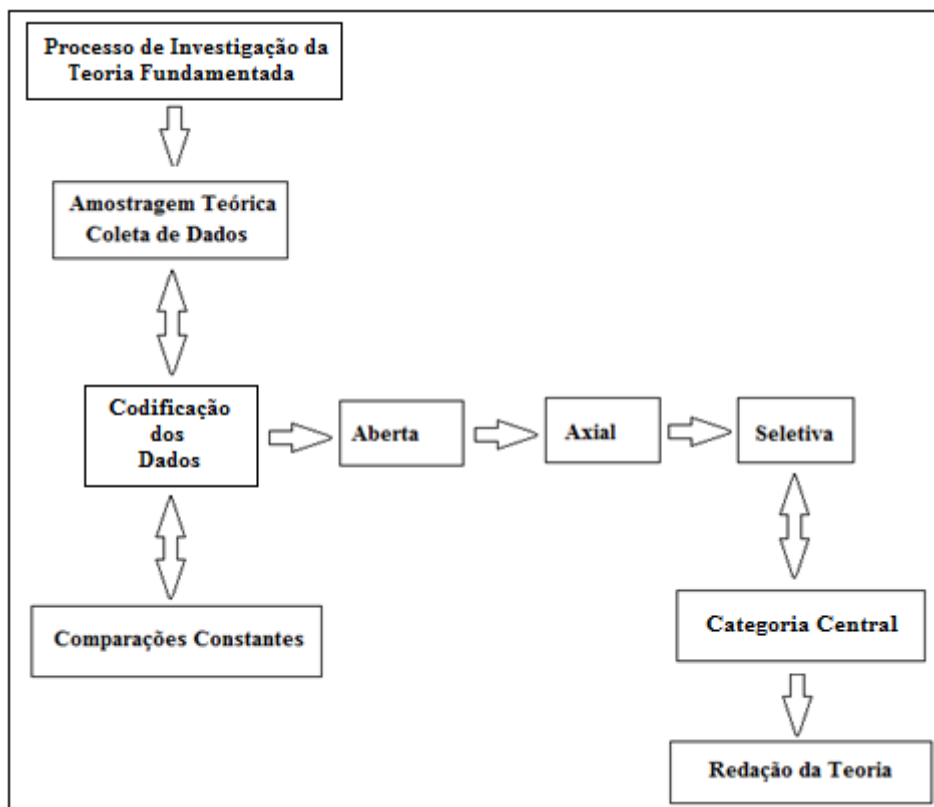 Processo de Investigação da
Teoria Fundamentada
Amostragem Teórica
Coleta de Dados
Codificação
dos
Dados
Aberta
Axial
Seletiva
Comparações Constantes
Categoria Central
Redação da Teoria